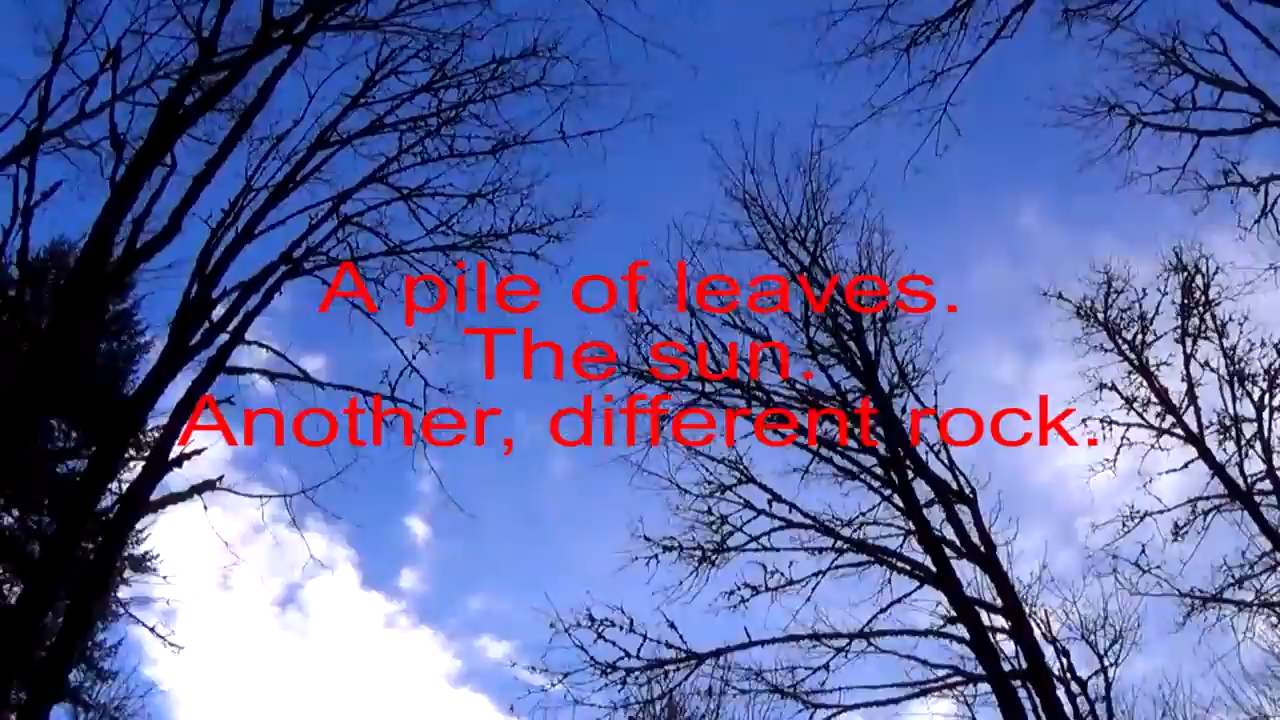 A pile of leaves.
The sun.
Another, different rock.